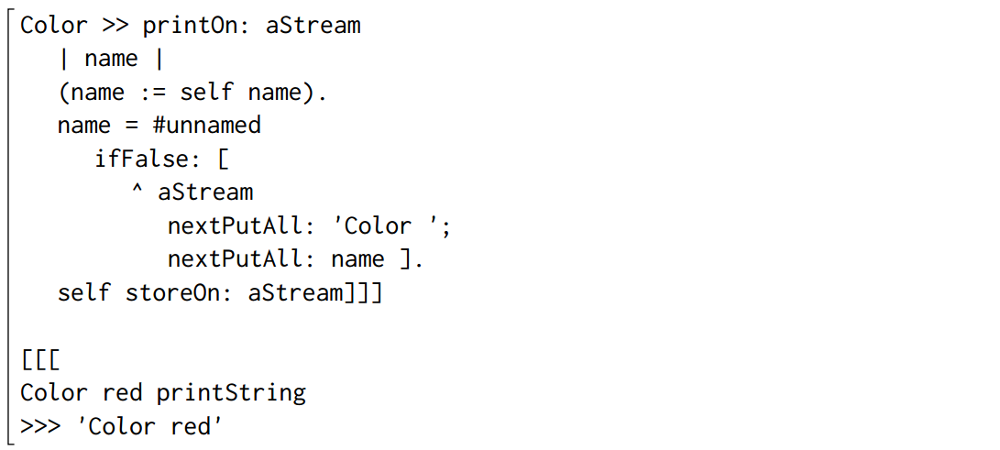 Color >> printOn: aStream
| name |
(name := self name).
name = #unnamed
ifFalse: [
^ aStream
nextPutAll: 'Color ';
nextPutAll: name ].
self storeOn: aStream]]]
[[[
Color red printString
>>> 'Color red'